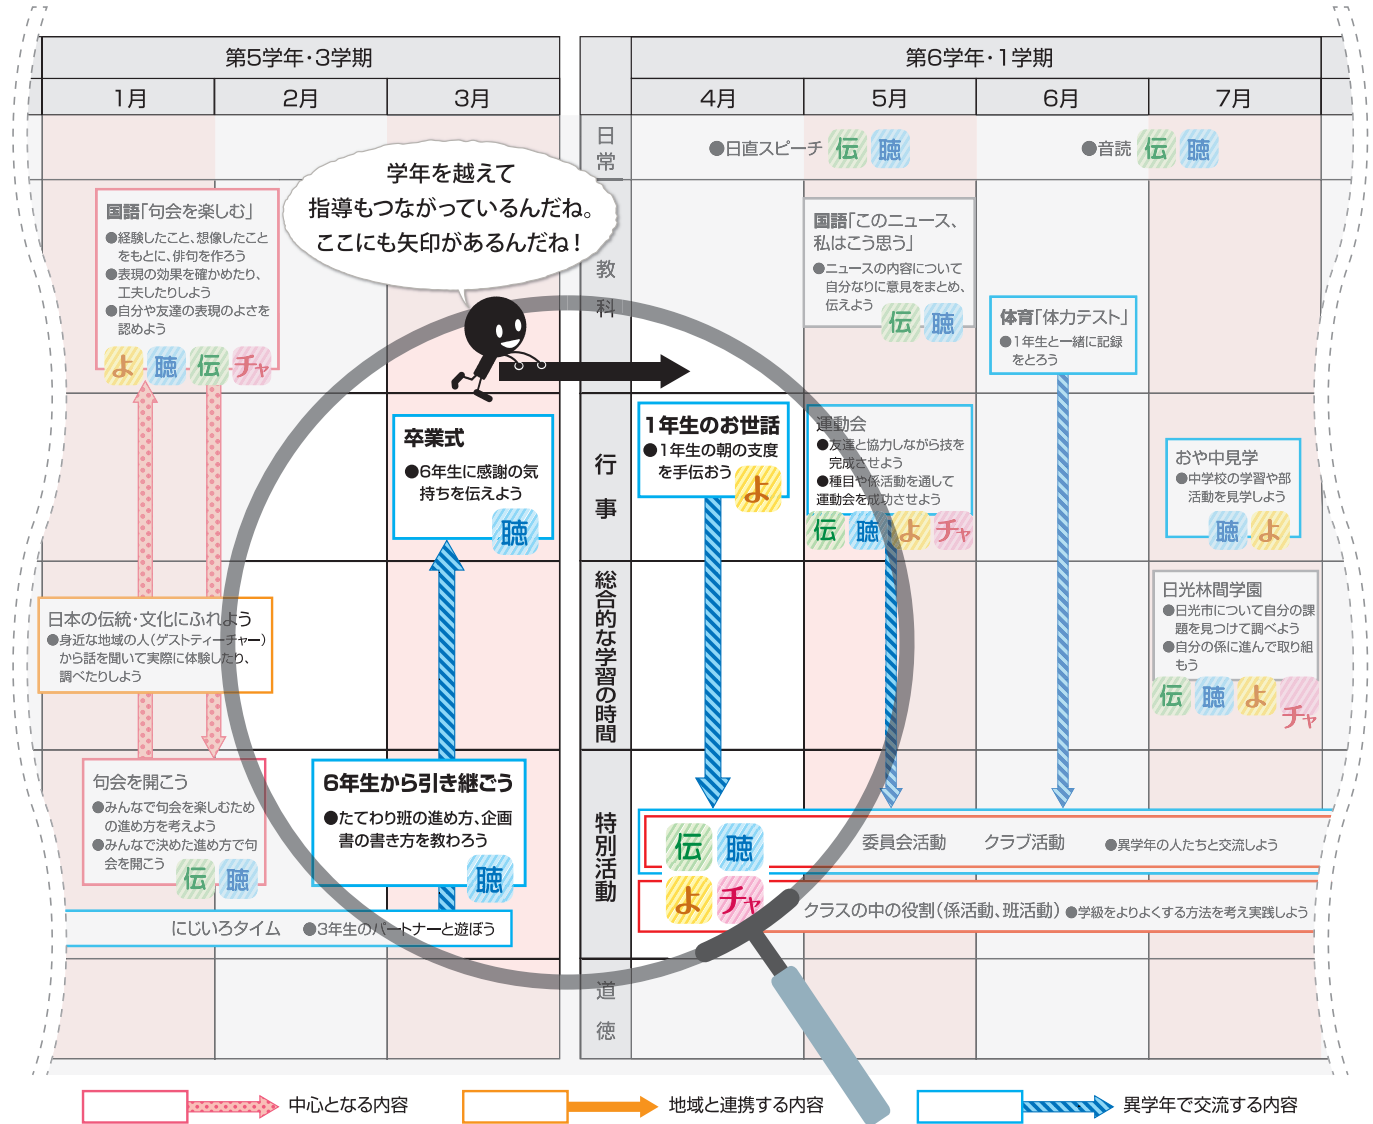 第5学年・3学期
1月
2月
3月
第6学年・1学期
4月
5月
6月
7月
日常
教科
行事
総合的な学習の時間
特別活動
道徳
学年を越えて
指導もつながっているんだね。
ここにも矢印があるんだね！
●日直スピーチ 伝 聴
●音読 伝 聴
国語「句会を楽しむ」
●経験したこと、想像したこと
をもとに、俳句を作ろう
●表現の効果を確かめたり、
工夫したりしよう
●自分や友達の表現のよさを
認めよう
よ 聴 伝 チャ
国語「このニュース、
私はこう思う」
●ニュースの内容について
自分なりに意見をまとめ、
伝えよう
伝 聴
体育「体力テスト」
●1年生と一緒に記録
をとろう
卒業式
●6年生に感謝の気
持ちを伝えよう
聴
1年生のお世話
●1年生の朝の支度
を手伝おう
よ
運動会
●友達と協力しながら技を
完成させよう
●種目や係活動を通して
運動会を成功させよう
伝 聴 よ チャ
おや中見学
●中学校の学習や部
活動を見学しよう
聴 よ
日本の伝統・文化にふれよう
●身近な地域の人（ゲストティーチャー）
から話を聞いて実際に体験したり、
調べたりしよう
日光林間学園
●日光市について自分の課
題を見つけて調べよう
●自分の係に進んで取り組
もう
伝 聴 よ チャ
句会を開こう
●みんなで句会を楽しむため
の進め方を考えよう
●みんなで決めた進め方で句
会を開こう
伝 聴
6年生から引き継ごう
●たてわり班の進め方、企画
書の書き方を教わろう
聴
にじいろタイム ●3年生のパートナーと遊ぼう
伝 聴
よ チャ
委員会活動 クラブ活動 ●異学年の人たちと交流しよう
クラスの中の役割（係活動、班活動） ●学級をよりよくする方法を考え実践しよう
中心となる内容
地域と連携する内容
異学年で交流する内容